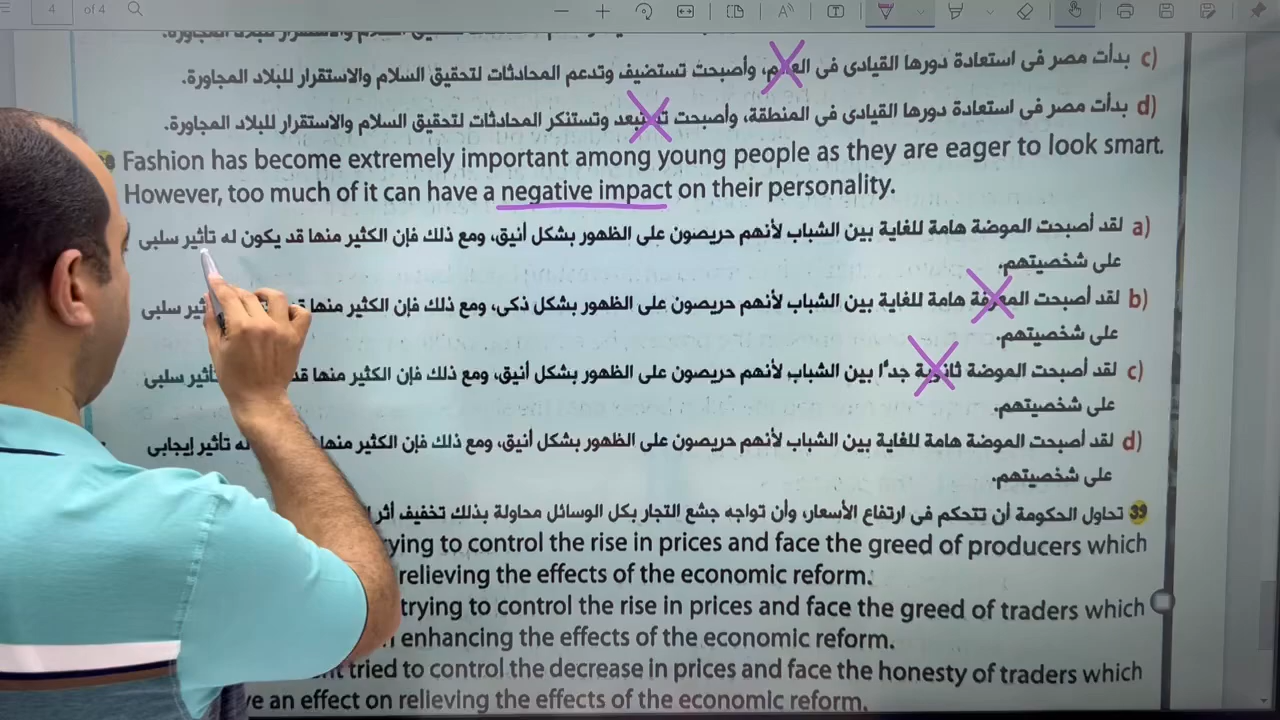 4 of 4
c) بدأت مصر فى استعادة دورها القيادى فى العالم، وأصبحت تستضيف وتدعم المحادثات لتحقيق السلام والاستقرار للبلاد المجاورة.
d) بدأت مصر فى استعادة دورها القيادى فى المنطقة، وأصبحت تستبعد وتستنكر المحادثات لتحقيق السلام والاستقرار للبلاد المجاورة.
Fashion has become extremely important among young people as they are eager to look smart.
However, too much of it can have a negative impact on their personality.
a) لقد أصبحت الموضة هامة للغاية بين الشباب لأنهم حريصون على الظهور بشكل أنيق، ومع ذلك فإن الكثير منها قد يكون له تأثير سلبى
على شخصيتهم.
b) لقد أصبحت المعرفة هامة للغاية بين الشباب لأنهم حريصون على الظهور بشكل ذكى، ومع ذلك فإن الكثير منها سلبى
على شخصيتهم.
c) لقد أصبحت الموضة ثانوية جدًا بين الشباب لأنهم حريصون على الظهور بشكل أنيق، ومع ذلك فإن الكثير منها تأثير سلبى
على شخصيتهم.
d) لقد أصبحت الموضة هامة للغاية بين الشباب لأنهم حريصون على الظهور بشكل أنيق، ومع ذلك فإن الكثير منها له تأثير إيجابى
على شخصيتهم.
39 تحاول الحكومة أن تتحكم فى ارتفاع الأسعار، وأن تواجه جشع التجار بكل الوسائل محاولة بذلك تخفيف
to control the rise in prices and face the greed of producers which
relieving the effects of the economic reform.
trying to control the rise in prices and face the greed of traders which
enhancing the effects of the economic reform.
tried to control the decrease in prices and face the honesty of traders which
an effect on relieving the effects of the economic reform.